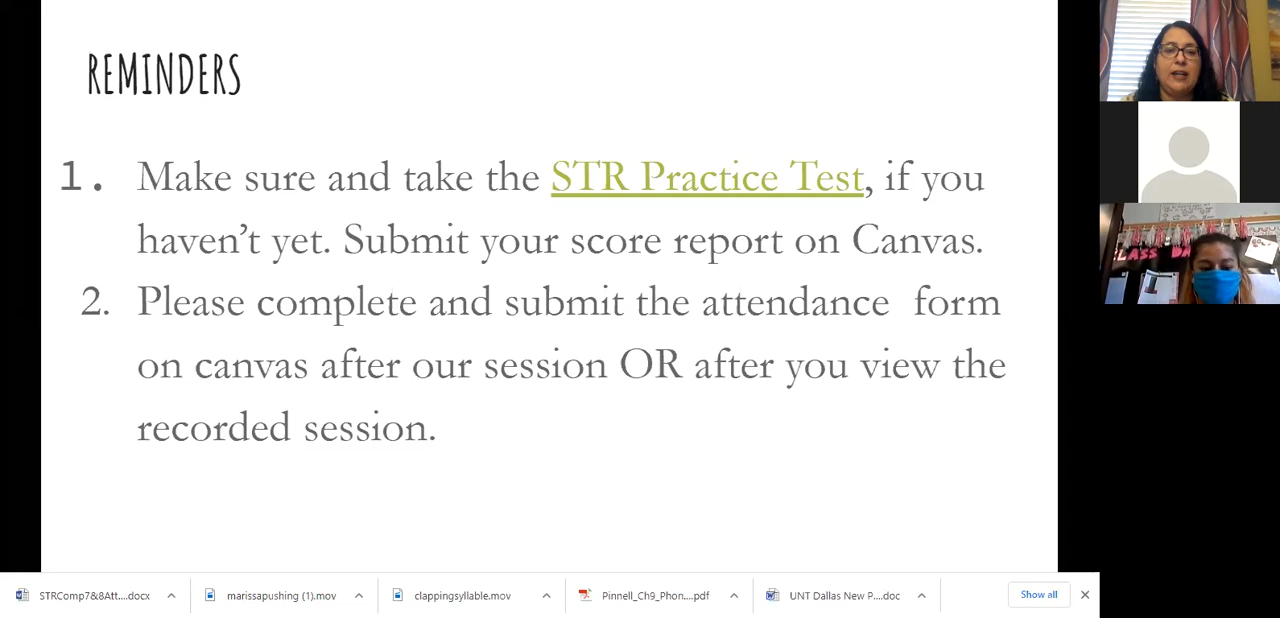 REMINDERS
1. Make sure and take the STR Practice Test, if you
haven’t yet. Submit your score report on Canvas.
2. Please complete and submit the attendance form
on canvas after our session OR after you view the
recorded session.
STRComp7&8Att....docx
marissapushing (1).mov
clappingsyllable.mov
Pinnell_Ch9_Phon....pdf
UNT Dallas New P....doc
Show all